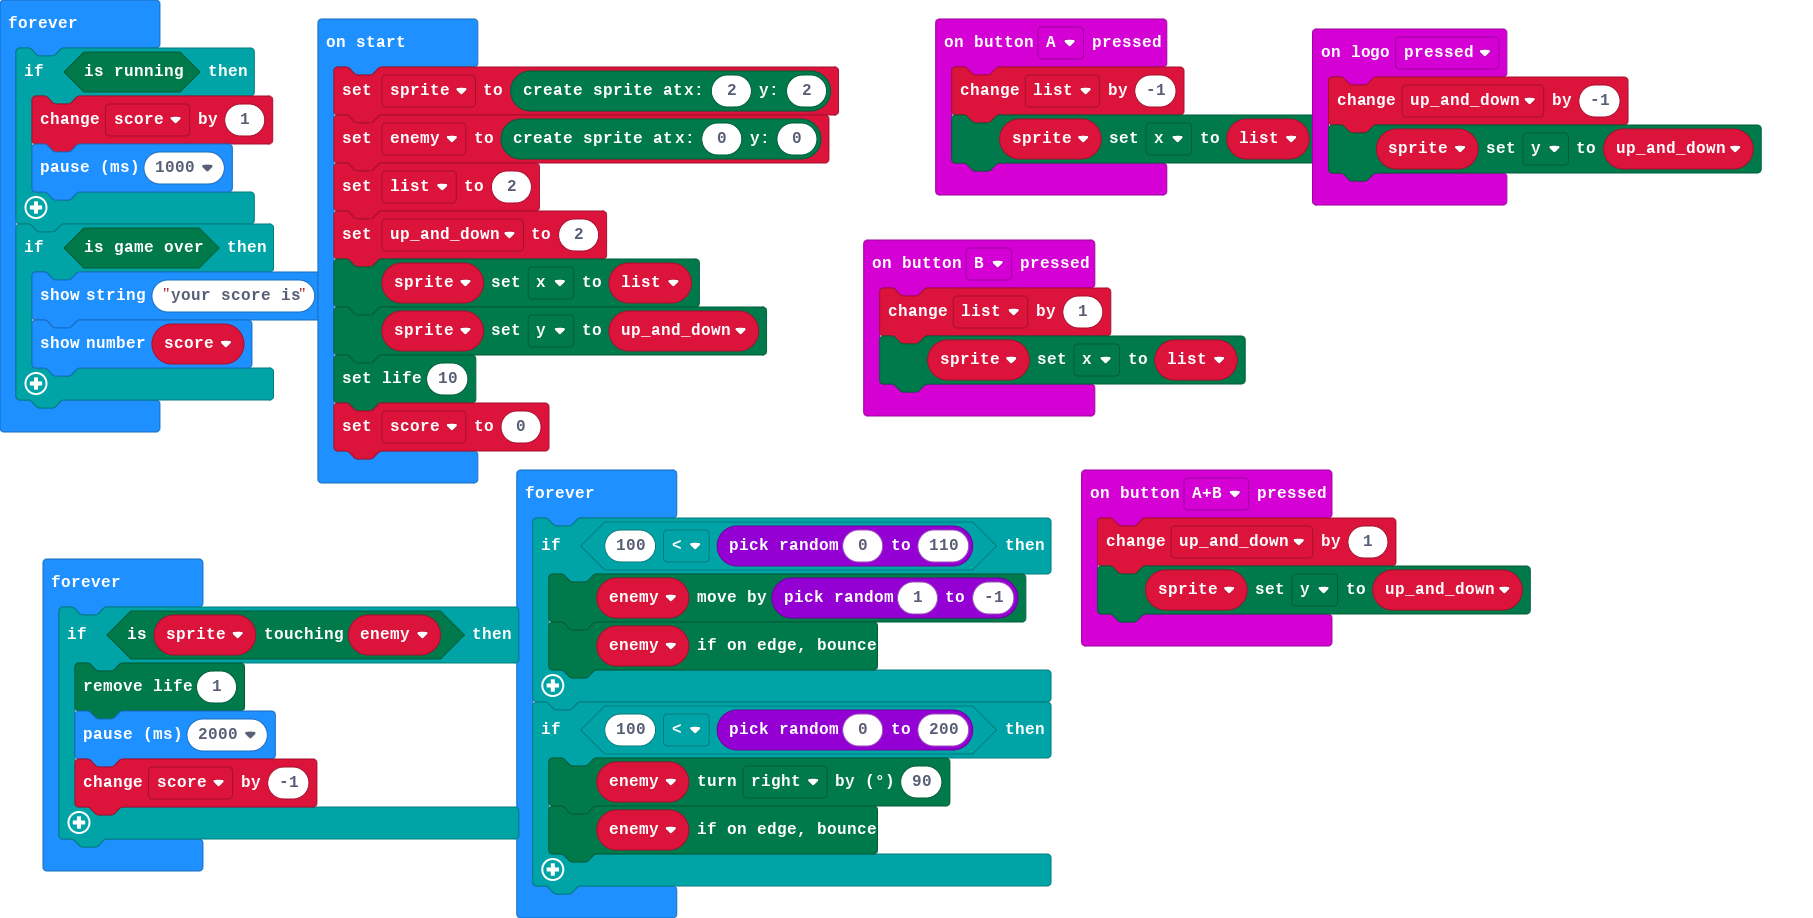 forever
if is running then
change score by 1
pause (ms) 1000
if is game over then
show string "your score is"
show number score
on start
set sprite to create sprite at x: 2 y: 2
set enemy to create sprite at x: 0 y: 0
set list to 2
set up_and_down to 2
sprite set x to list
sprite set y to up_and_down
set life 10
set score to 0
on button A pressed
change list by -1
sprite set x to list
on logo pressed
change up_and_down by -1
sprite set y to up_and_down
on button B pressed
change list by 1
sprite set x to list
forever
if is sprite touching enemy then
remove life 1
pause (ms) 2000
change score by -1
forever
if 100 < pick random 0 to 110 then
enemy move by pick random 1 to -1
enemy if on edge, bounce
if 100 < pick random 0 to 200 then
enemy turn right by (°) 90
enemy if on edge, bounce
on button A+B pressed
change up_and_down by 1
sprite set y to up_and_down